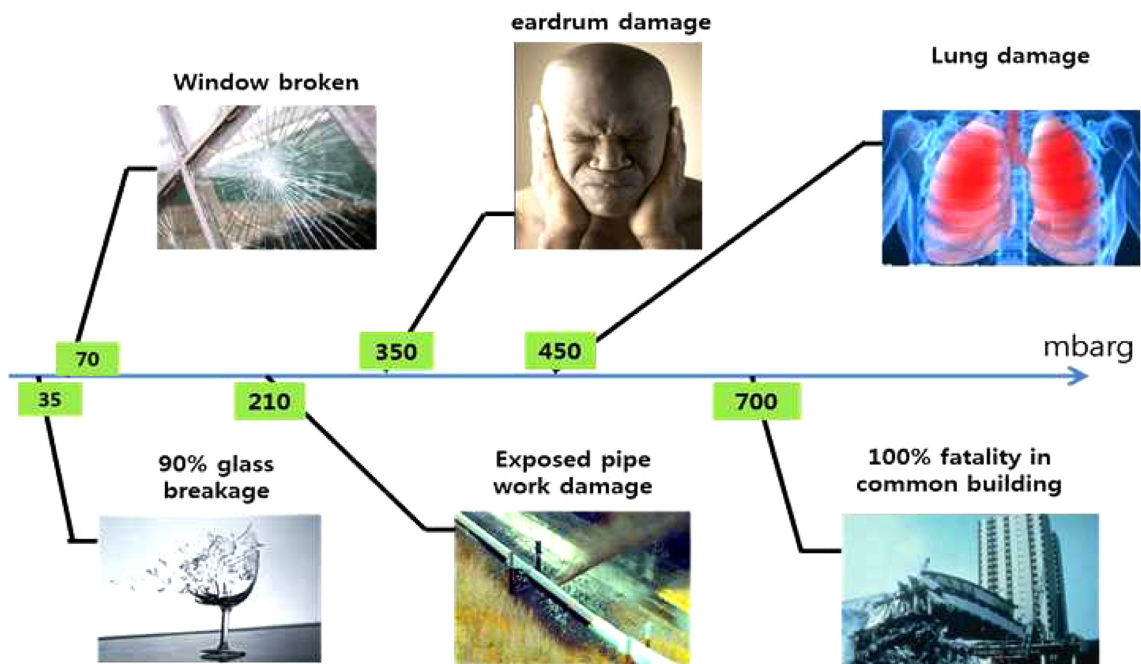 eardrum damage
Lung damage
Window broken
70
350
450
mbarg
35
210
700
90% glass
breakage
Exposed pipe
work damage
100% fatality in
common building